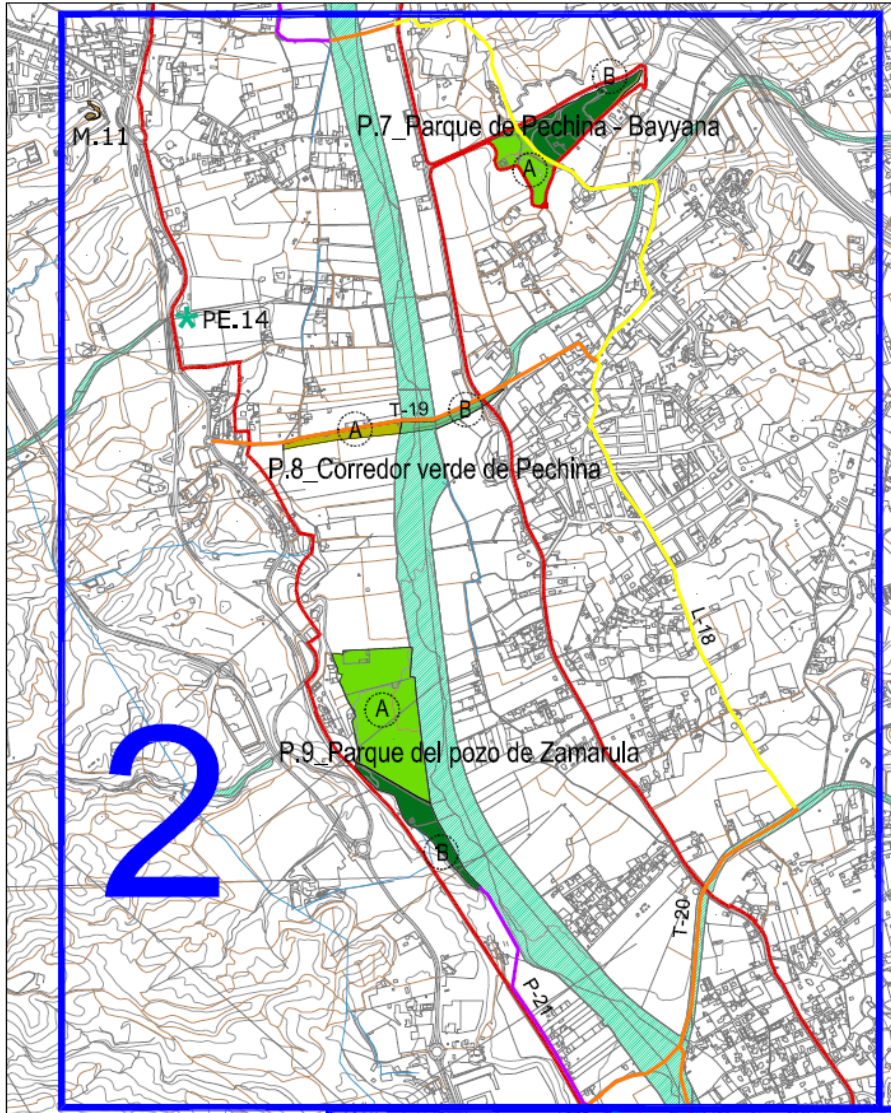 B
P.7_Parque de Pechina - Bayyana
M.11
A
PE.14
T-19
B
A
P.8_Corredor verde de Pechina
L-18
A
P.9_Parque del pozo de Zamarula
2
B
T-20
P-21